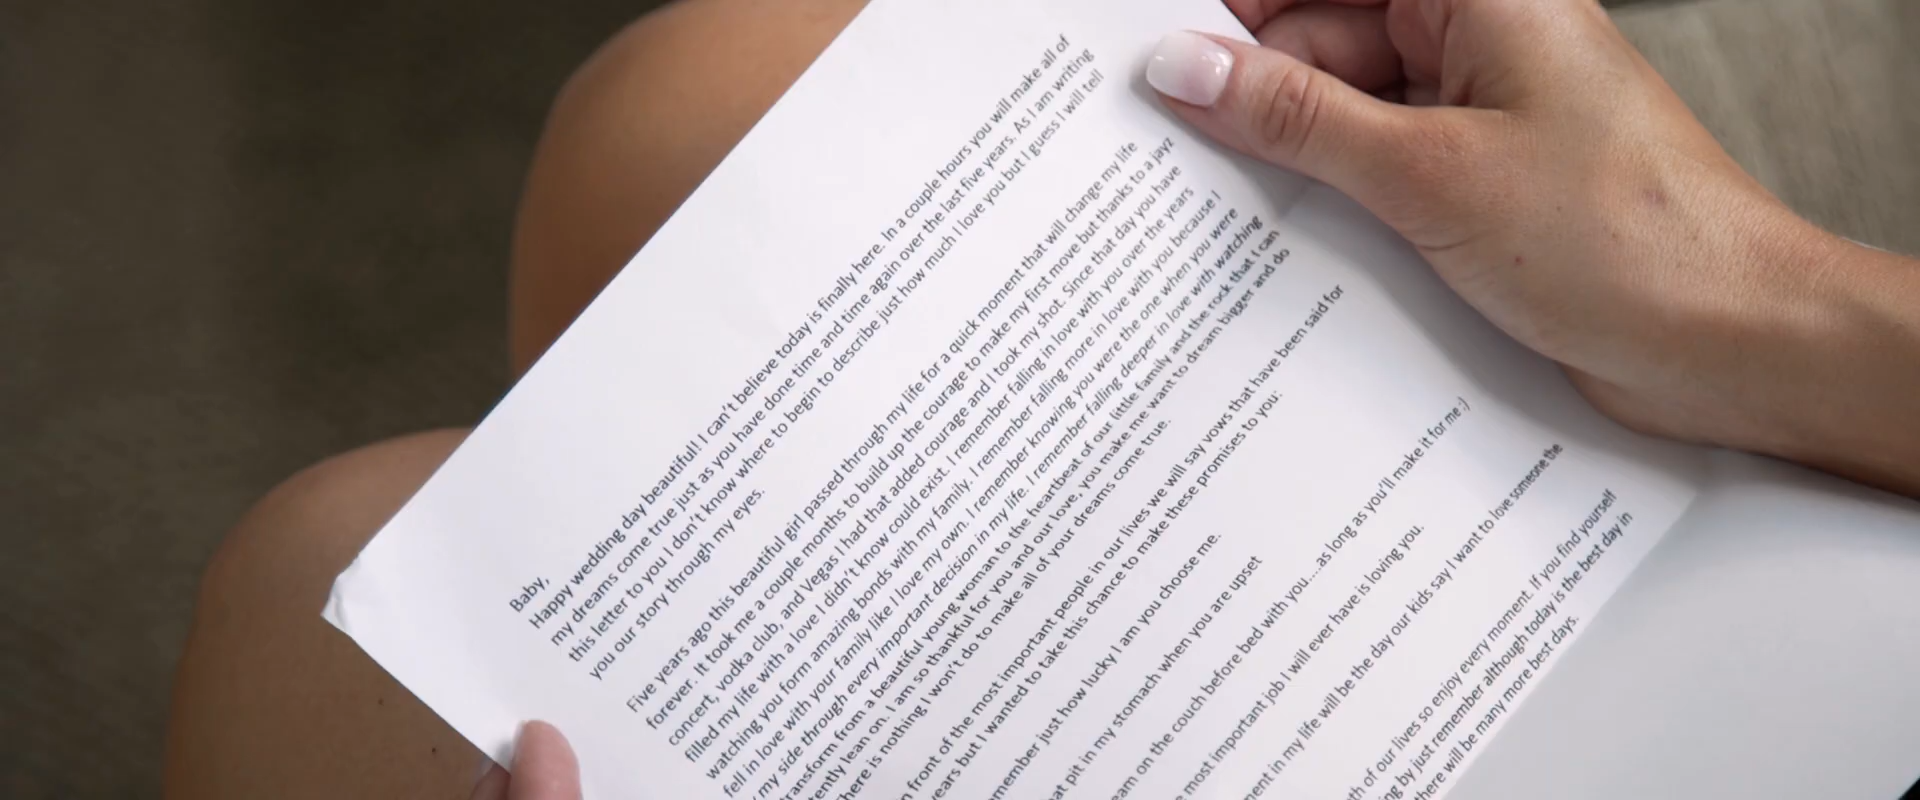 Baby,
Happy wedding day beautiful! I can't believe today is finally here. In a couple hours you will make all of
my dreams come true just as you have done time and time again over the last five years. As I am writing
this letter to you I don't know where to begin to describe just how much I love you but I guess I will tell
you our story through my eyes.
Five years ago this beautiful girl passed through my life for a quick moment that will change my life
forever. It took me a couple months to build up the courage to make my first move but thanks to a jayz
concert, vodka club, and Vegas I had that added courage and I took my shot. Since that day you have
filled my life with a love I didn't know could exist. I remember falling in love with you over the years
watching you form amazing bonds with my family. I remember falling more in love with you because I
fell in love with your family like I love my own. I remember knowing you were the one when you were
my side through every important decision in my life. I remember falling deeper in love with watching
transform from a beautiful young woman to the heartbeat of our little family and the rock that I can
lean on. I am so thankful for you and our love, you make me want to dream bigger and do
here is nothing I won't do to make all of your dreams come true.
front of the most important people in our lives we will say vows that have been said for
years but I wanted to take this chance to make these promises to you:
member just how lucky I am you choose me.
at pit in my stomach when you are upset
am on the couch before bed with you....as long as you'll make it for me :)
most important job I will ever have is loving you.
ment in my life will be the day our kids say I want to love someone the
of our lives so enjoy every moment. If you find yourself
ing by just remember although today is the best day in
there will be many more best days.